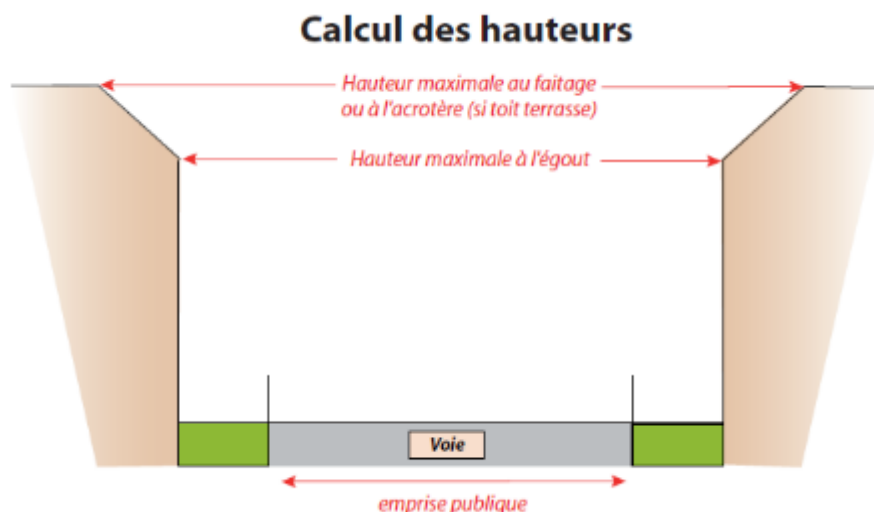 Calcul des hauteurs
Hauteur maximale au faitage
ou à l'acrotère (si toit terrasse)
Hauteur maximale à l'égout
Voie
emprise publique